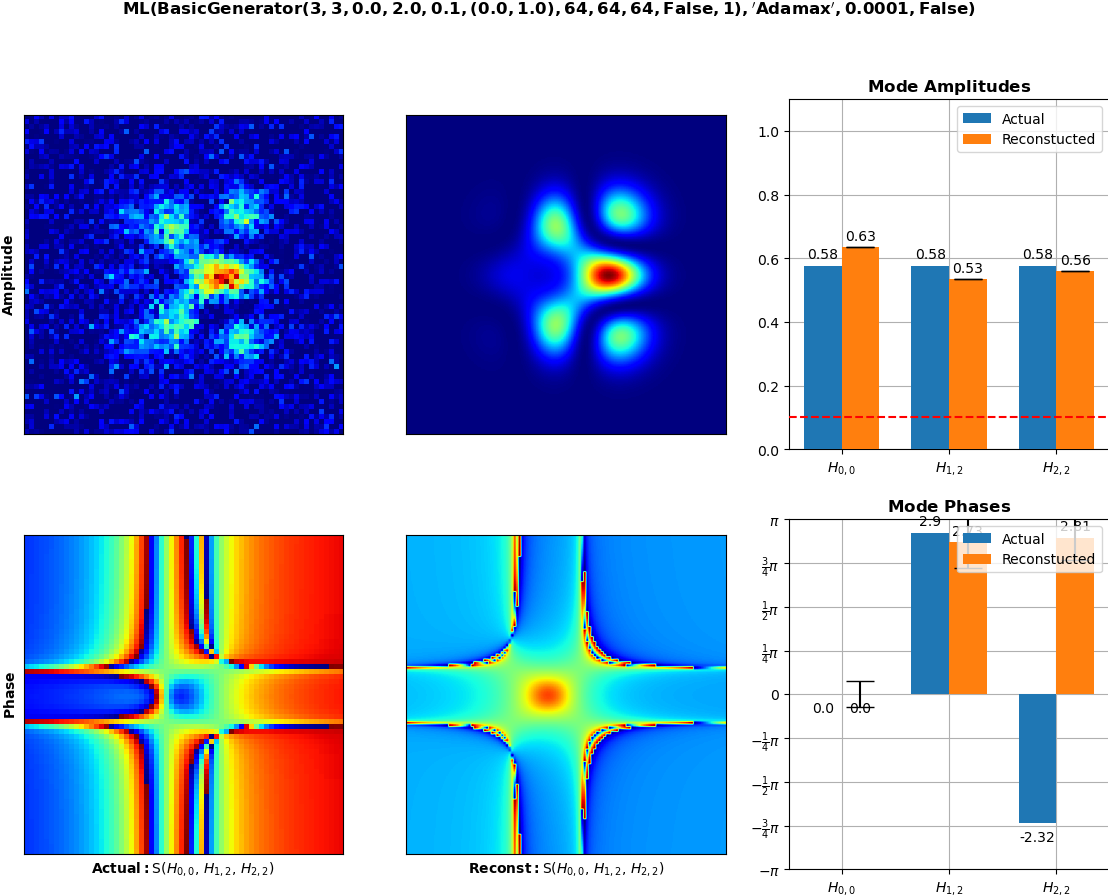 ML(BasicGenerator(3, 3, 0.0, 2.0, 0.1, (0.0, 1.0), 64, 64, 64, False, 1), ′Adamax′, 0.0001, False)
Amplitude
Mode Amplitudes
Actual
Reconstucted
1.0
0.8
0.6
0.4
0.2
0.0
0.58
0.63
0.58
0.53
0.58
0.56
H0,0
H1,2
H2,2
Phase
Actual: S(H0,0, H1,2, H2,2)
Reconst: S(H0,0, H1,2, H2,2)
Mode Phases
Actual
Reconstucted
π
3/4π
1/2π
1/4π
0
−1/4π
−1/2π
−3/4π
−π
0.0
0.0
2.9
-2.32
2.81
H0,0
H1,2
H2,2